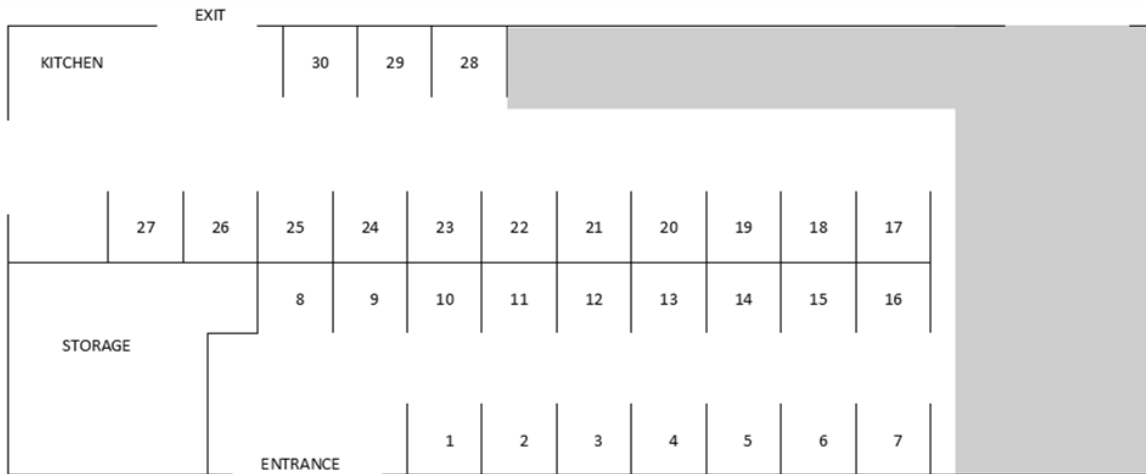 EXIT
KITCHEN 30 29 28
27 26 25 24 23 22 21 20 19 18 17
8 9 10 11 12 13 14 15 16
STORAGE
1 2 3 4 5 6 7
ENTRANCE